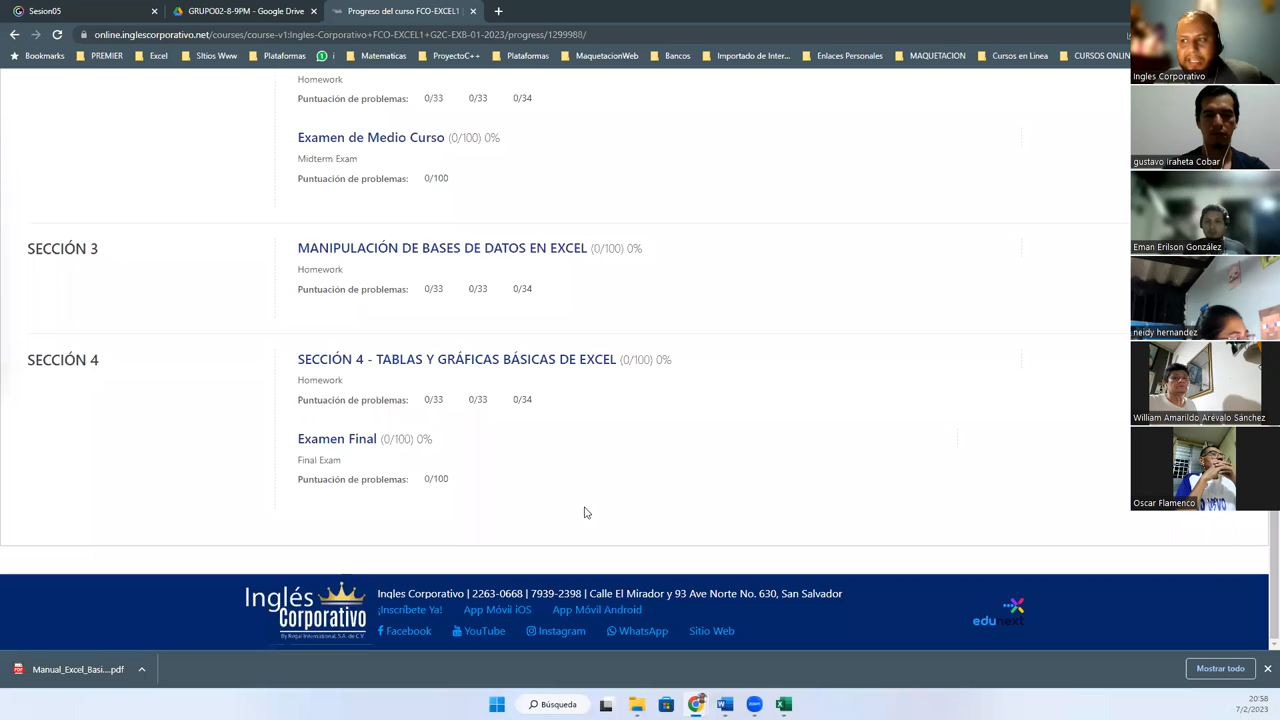 Sesion05
GRUPO02-8-9PM - Google Drive
Progreso del curso FCO-EXCEL1
online.inglescorporativo.net/courses/course-v1:Ingles-Corporativo+FCO-EXCEL1+G2C-EXB-01-2023/progress/1299988/
Bookmarks
PREMIER
Excel
Sitios Www
Plataformas
Matematicas
ProyectoC++
Plataformas
MaquetacionWeb
Bancos
Importado de Inter...
Enlaces Personales
MAQUETACION
Cursos en Linea
CURSOS ONLIN
Homework
Puntuación de problemas: 0/33 0/33 0/34
Examen de Medio Curso (0/100) 0%
Midterm Exam
Puntuación de problemas: 0/100
SECCIÓN 3
MANIPULACIÓN DE BASES DE DATOS EN EXCEL (0/100) 0%
Homework
Puntuación de problemas: 0/33 0/33 0/34
SECCIÓN 4
SECCIÓN 4 - TABLAS Y GRÁFICAS BÁSICAS DE EXCEL (0/100) 0%
Homework
Puntuación de problemas: 0/33 0/33 0/34
Examen Final (0/100) 0%
Final Exam
Puntuación de problemas: 0/100
Ingles Corporativo
gustavo Iraheta Cobar
Eman Erilson González
neidy hernandez
William Amarildo Arévalo Sánchez
Oscar Flamenco
Inglés
Corporativo
By Regal International, S.A. de C.V.
Ingles Corporativo | 2263-0668 | 7939-2398 | Calle El Mirador y 93 Ave Norte No. 630, San Salvador
¡Inscríbete Ya! App Móvil iOS App Móvil Android
Facebook YouTube Instagram WhatsApp Sitio Web
edunext
Manual_Excel_Basi....pdf
Mostrar todo
Búsqueda
20:58
7/2/2023